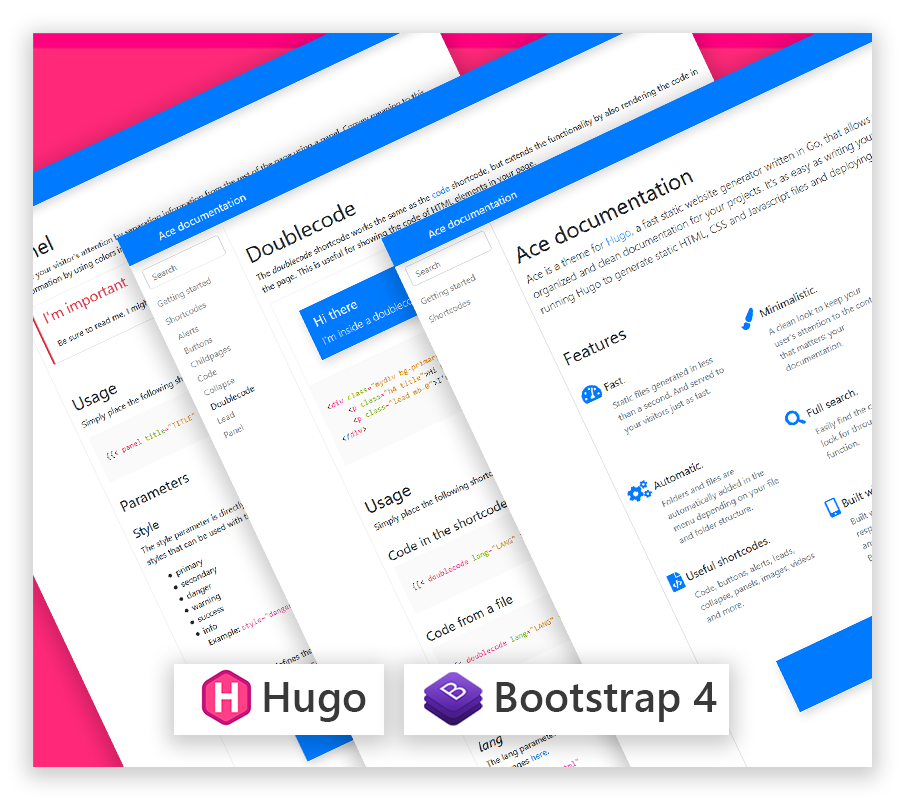 nel
your visitor's attention by separating information from the rest of the page using a panel. Convey meaning to this
formation by using colors in
I'm important
Be sure to read me, I migh
Usage
Simply place the following sh
{{< panel title="TITLE"
Parameters
Style
The style parameter is directly
styles that can be used with t
primary
secondary
danger
warning
success
info
Example: style="danger
Ace documentation
Search
Getting started
Shortcodes
Alerts
Buttons
Childpages
Code
Collapse
Doublecode
Lead
Panel
Doublecode
The doublecode shortcode works the same as the code shortcode, but extends the functionality by also rendering the code in
the page. This is useful for showing the code of HTML elements in your page.
Hi there
I'm inside a doubleco
<div class="mydiv bg-primar
<p class="h4 title">Hi
<p class="lead mb-0">I'
</div>
Usage
Simply place the following shortc
Code in the shortcode
{{< doublecode lang="LANG"
Code from a file
{{< doublecode lang="LANG"
lang
The lang parame
here.
Ace documentation
Search
Getting started
Shortcodes
Ace documentation
Ace is a theme for Hugo, a fast static website generator written in Go, that allows
organized and clean documentation for your projects. It's as easy as writing your
running Hugo to generate static HTML, CSS and Javascript files and deploying
Features
Fast.
Static files generated in less
than a second. And served to
your visitors just as fast.
Minimalistic.
A clean look to keep your
user's attention to the cont
that matters: your
documentation.
Automatic.
Folders and files are
automatically added in the
menu depending on your file
and folder structure.
Full search.
Easily find the c
look for throu
function.
Useful shortcodes.
Code, buttons, alerts, leads,
collapse, panels, images, videos
and more.
Built w
Built w
resp
an
Hugo
Bootstrap 4